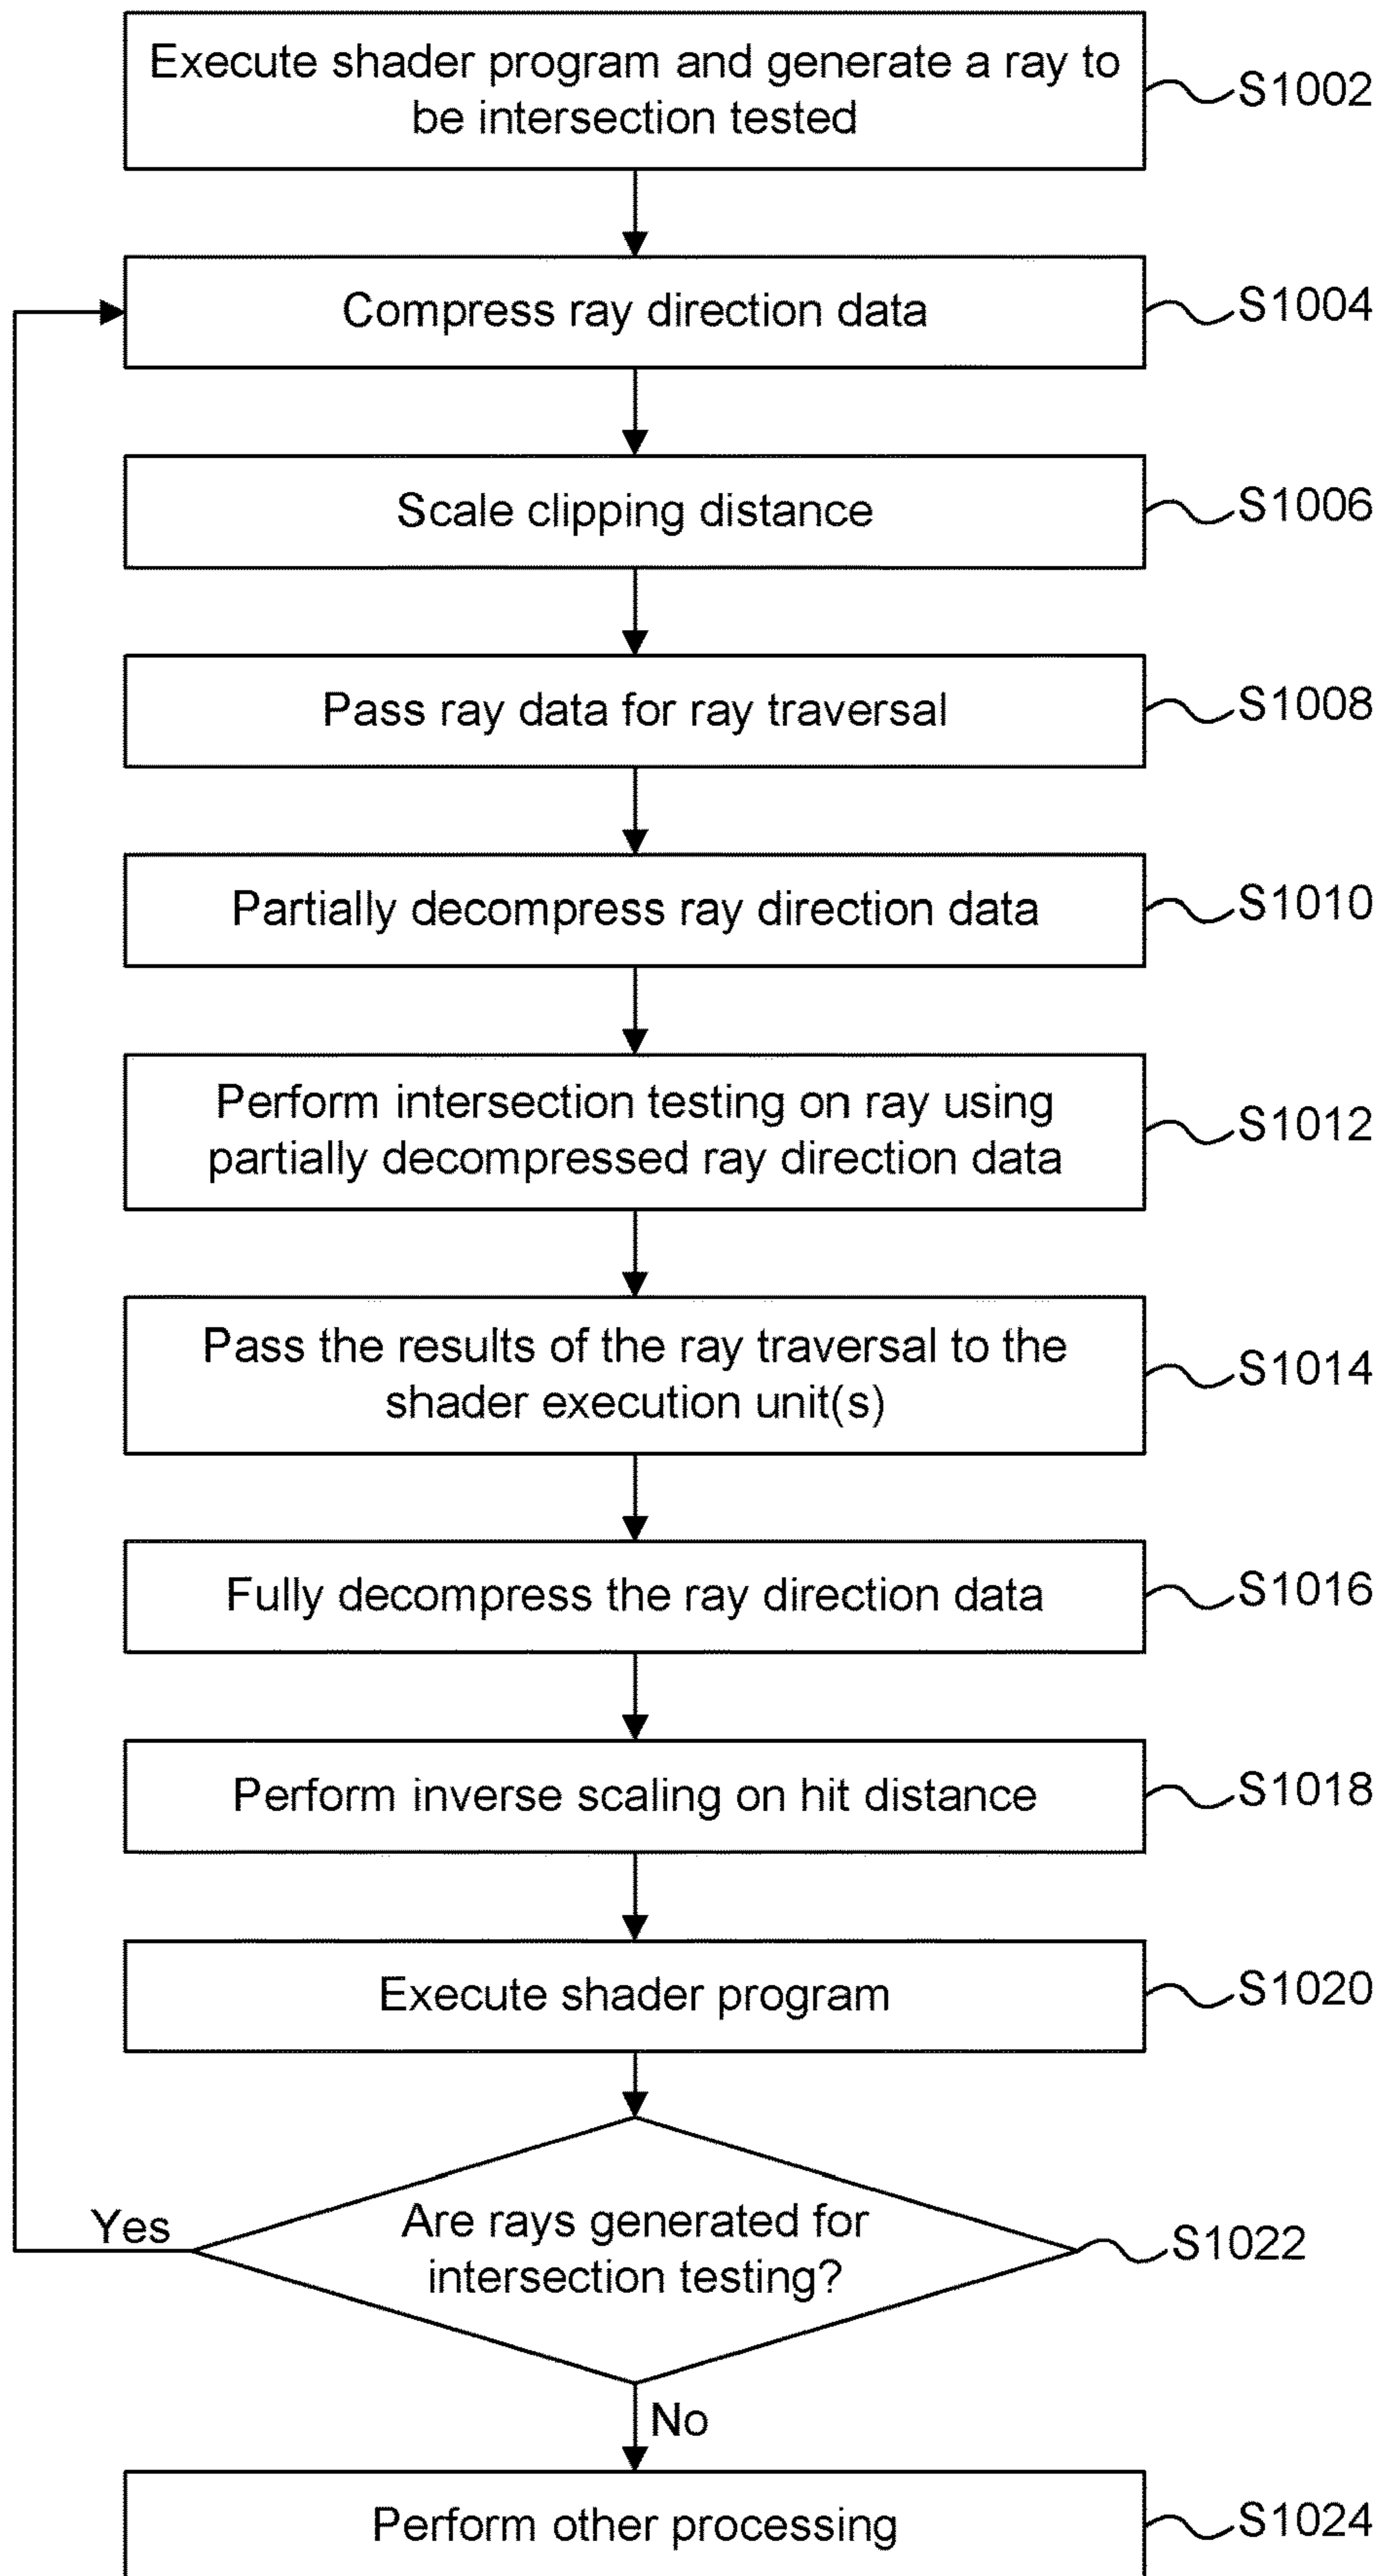 Execute shader program and generate a ray to
be intersection tested
S1002
Compress ray direction data
S1004
Scale clipping distance
S1006
Pass ray data for ray traversal
S1008
Partially decompress ray direction data
S1010
Perform intersection testing on ray using
partially decompressed ray direction data
S1012
Pass the results of the ray traversal to the
shader execution unit(s)
S1014
Fully decompress the ray direction data
S1016
Perform inverse scaling on hit distance
S1018
Execute shader program
S1020
Are rays generated for
intersection testing?
S1022
Yes
No
Perform other processing
S1024